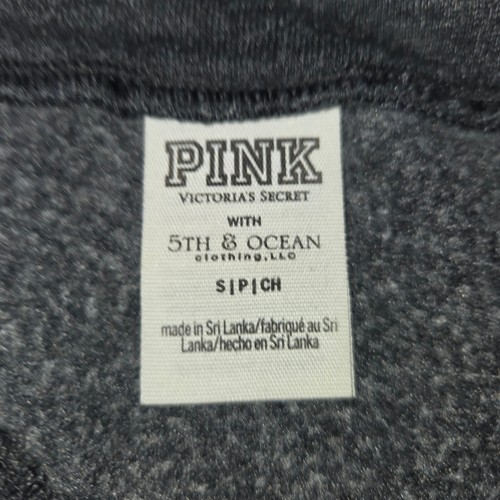 PINK
VICTORIA'S SECRET
WITH
5TH & OCEAN
clothing, LLC
S|P|CH
made in Sri Lanka/fabriqué au Sri
Lanka/hecho en Sri Lanka